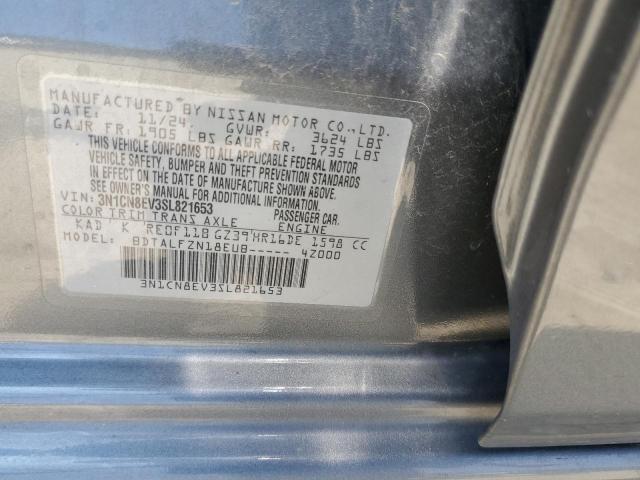 MANUFACTURED BY NISSAN MOTOR CO.,LTD.
DATE: 11/24 GVWR: 3624 LBS
GAWR FR: 1905 LBS GAWR RR: 1735 LBS
THIS VEHICLE CONFORMS TO ALL APPLICABLE FEDERAL MOTOR
VEHICLE SAFETY, BUMPER AND THEFT PREVENTION STANDARDS
IN EFFECT ON THE DATE OF MANUFACTURE SHOWN ABOVE.
SEE OWNER'S MANUAL FOR ADDITIONAL INFORMATION.
VIN: 3N1CN8EV3SL821653 PASSENGER CAR.
COLOR TRIM TRANS AXLE ENGINE
KAD K RE0F11B GZ39 HR16DE 1598 CC
MODEL: BDTALFZN18EUB----- 4Z000
3N1CN8EV3SL821653